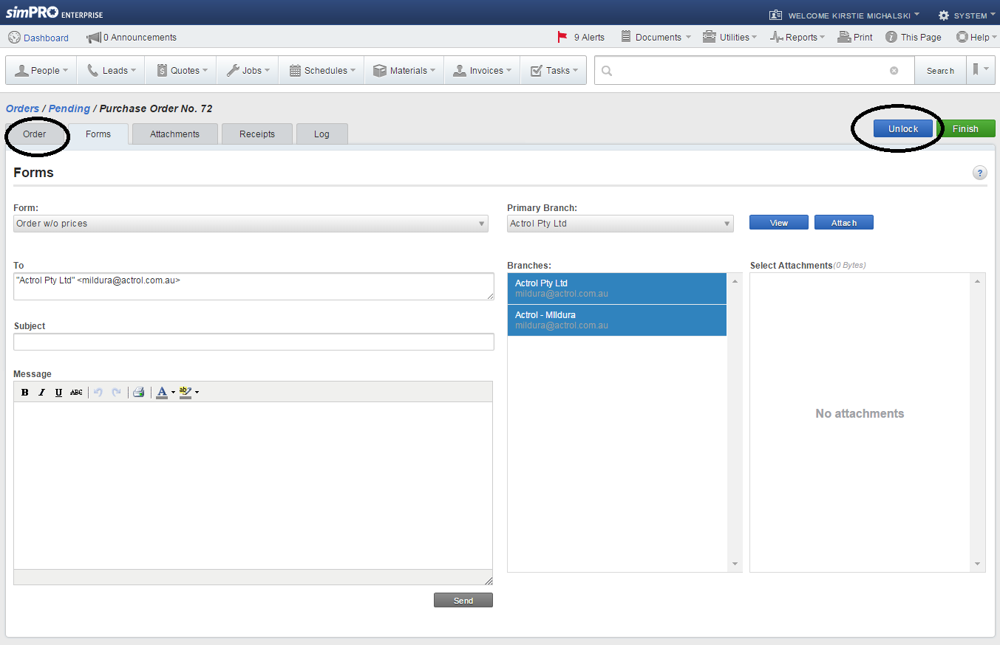 simPRO ENTERPRISE
WELCOME KIRSTIE MICHALSKI
SYSTEM
Dashboard
0 Announcements
9 Alerts
Documents
Utilities
Reports
Print
This Page
Help
People
Leads
Quotes
Jobs
Schedules
Materials
Invoices
Tasks
Search
Orders / Pending / Purchase Order No. 72
Order
Forms
Attachments
Receipts
Log
Unlock
Finish
Forms
?
Form:
Order w/o prices
Primary Branch:
Actrol Pty Ltd
View
Attach
To
"Actrol Pty Ltd" <mildura@actrol.com.au>
Branches:
Actrol Pty Ltd
mildura@actrol.com.au
Actrol - MIldura
mildura@actrol.com.au
Select Attachments(0 Bytes)
No attachments
Subject
Message
B I U ABC A ab
Send